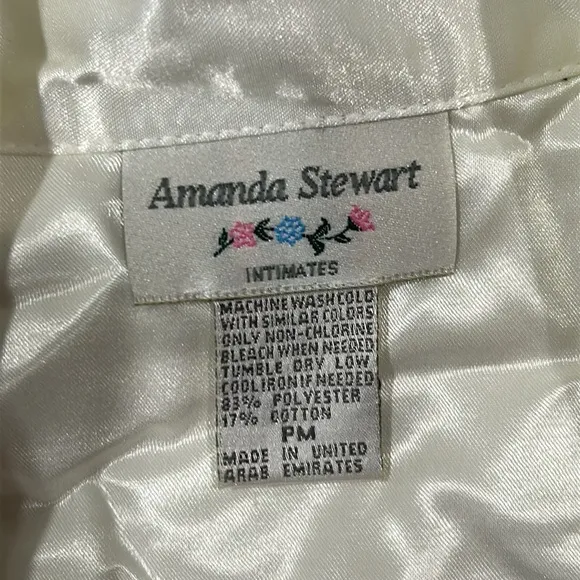 Amanda Stewart
INTIMATES
MACHINE WASH COLD
WITH SIMILAR COLORS
ONLY NON-CHLORINE
BLEACH WHEN NEEDED
TUMBLE DRY LOW
COOL IRON IF NEEDED
83% POLYESTER
17% COTTON
PM
MADE IN UNITED
ARAB EMIRATES